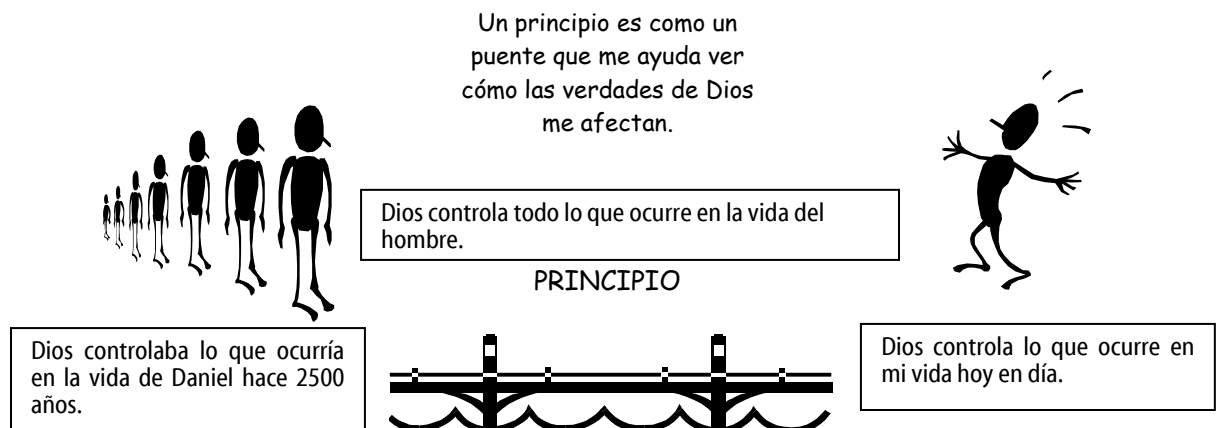 Un principio es como un
puente que me ayuda ver
cómo las verdades de Dios
me afectan.
Dios controla todo lo que ocurre en la vida del
hombre.
PRINCIPIO
Dios controlaba lo que ocurría
en la vida de Daniel hace 2500
años.
Dios controla lo que ocurre en
mi vida hoy en día.